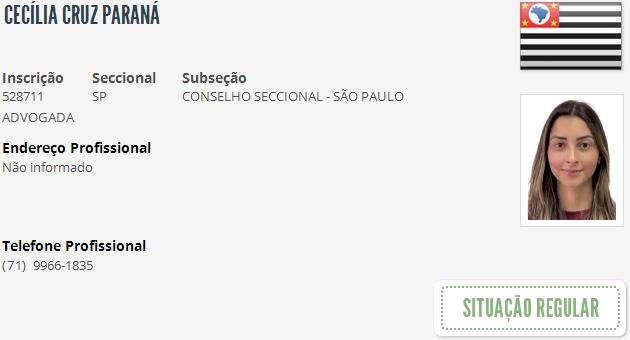 CECÍLIA CRUZ PARANÁ
Inscrição Seccional Subseção
528711 SP CONSELHO SECCIONAL - SÃO PAULO
ADVOGADA
Endereço Profissional
Não informado
Telefone Profissional
(71) 9966-1835
SITUAÇÃO REGULAR